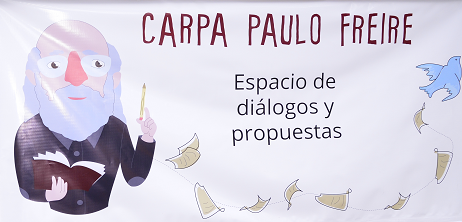 CARPA PAULO FREIRE
Espacio de
diálogos y
propuestas